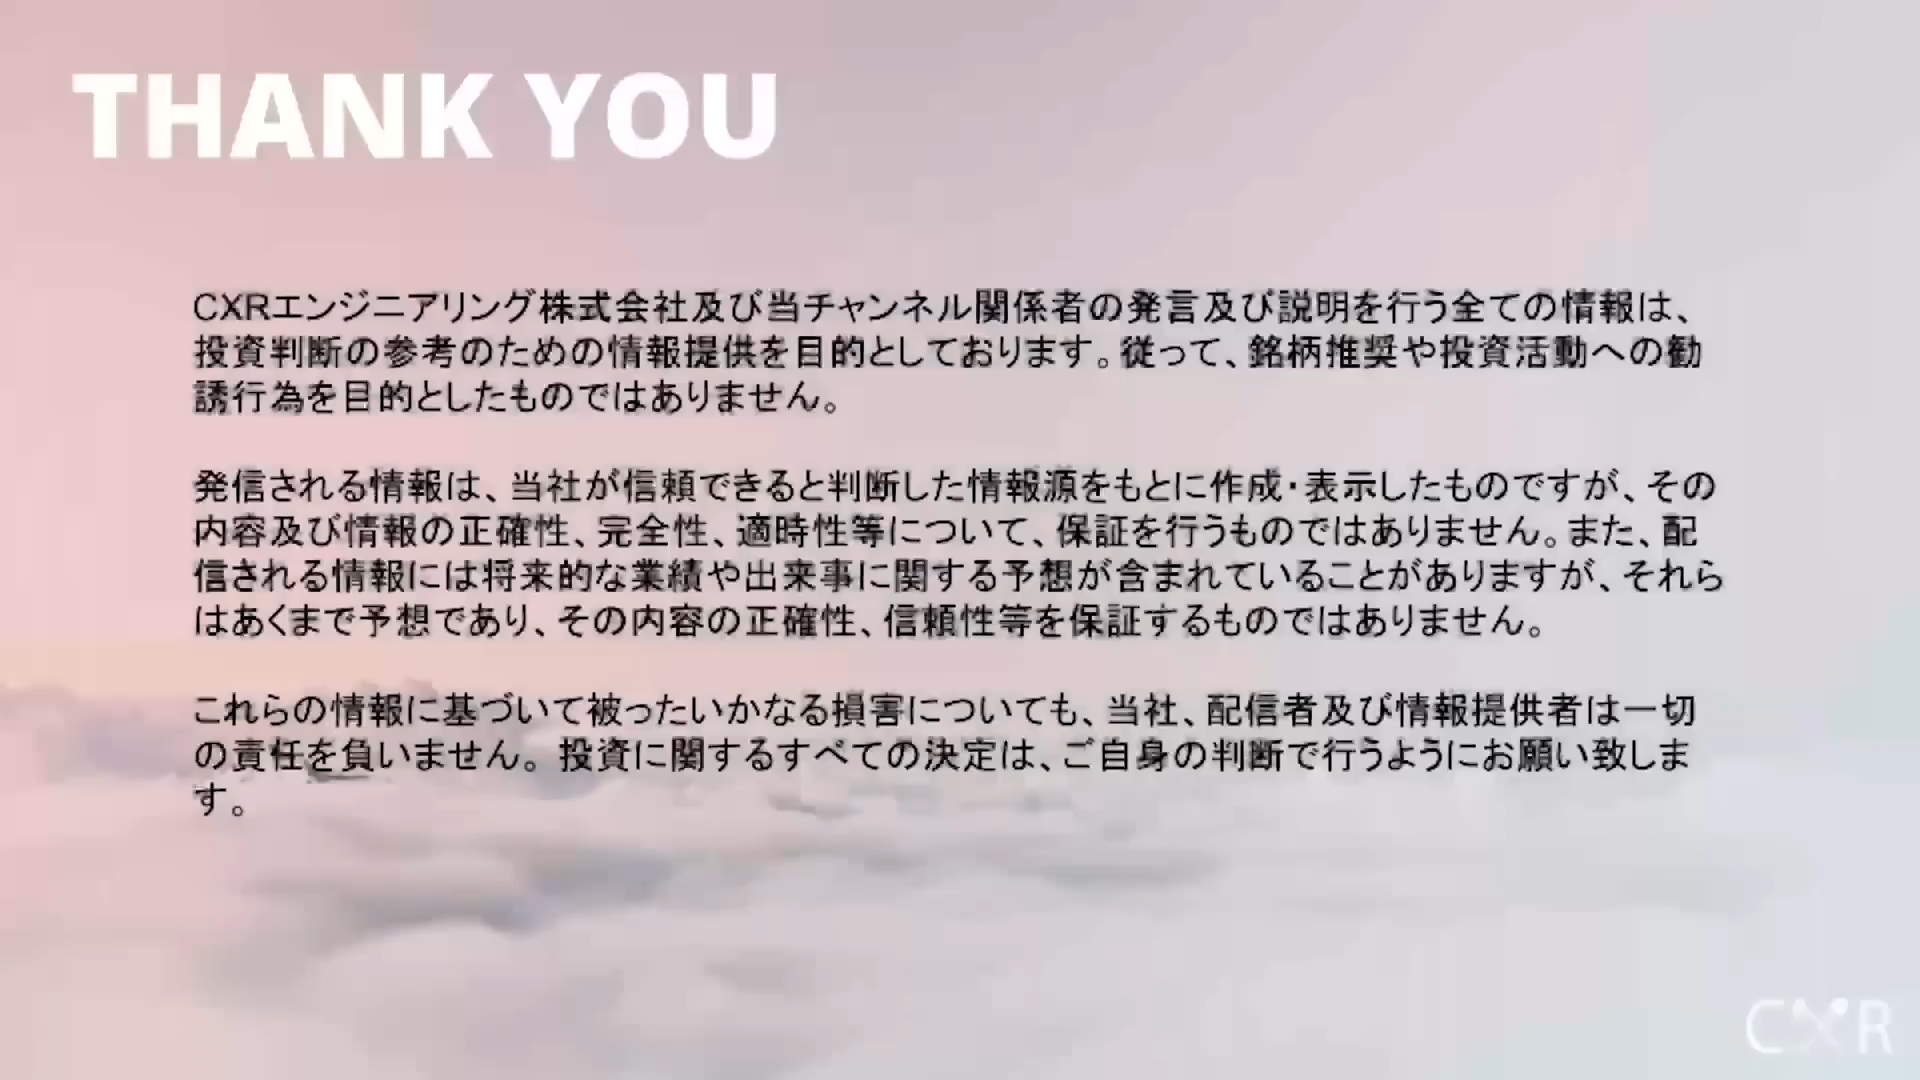 THANK YOU
CXRエンジニアリング株式会社及び当チャンネル関係者の発言及び説明を行う全ての情報は、
投資判断の参考のための情報提供を目的としております。従って、銘柄推奨や投資活動への勧
誘行為を目的としたものではありません。
発信される情報は、当社が信頼できると判断した情報源をもとに作成・表示したものですが、その
内容及び情報の正確性、完全性、適時性等について、保証を行うものではありません。また、配
信される情報には将来的な業績や出来事に関する予想が含まれていることがありますが、それら
はあくまで予想であり、その内容の正確性、信頼性等を保証するものではありません。
これらの情報に基づいて被ったいかなる損害についても、当社、配信者及び情報提供者は一切
の責任を負いません。投資に関するすべての決定は、ご自身の判断で行うようにお願い致しま
す。
CXR